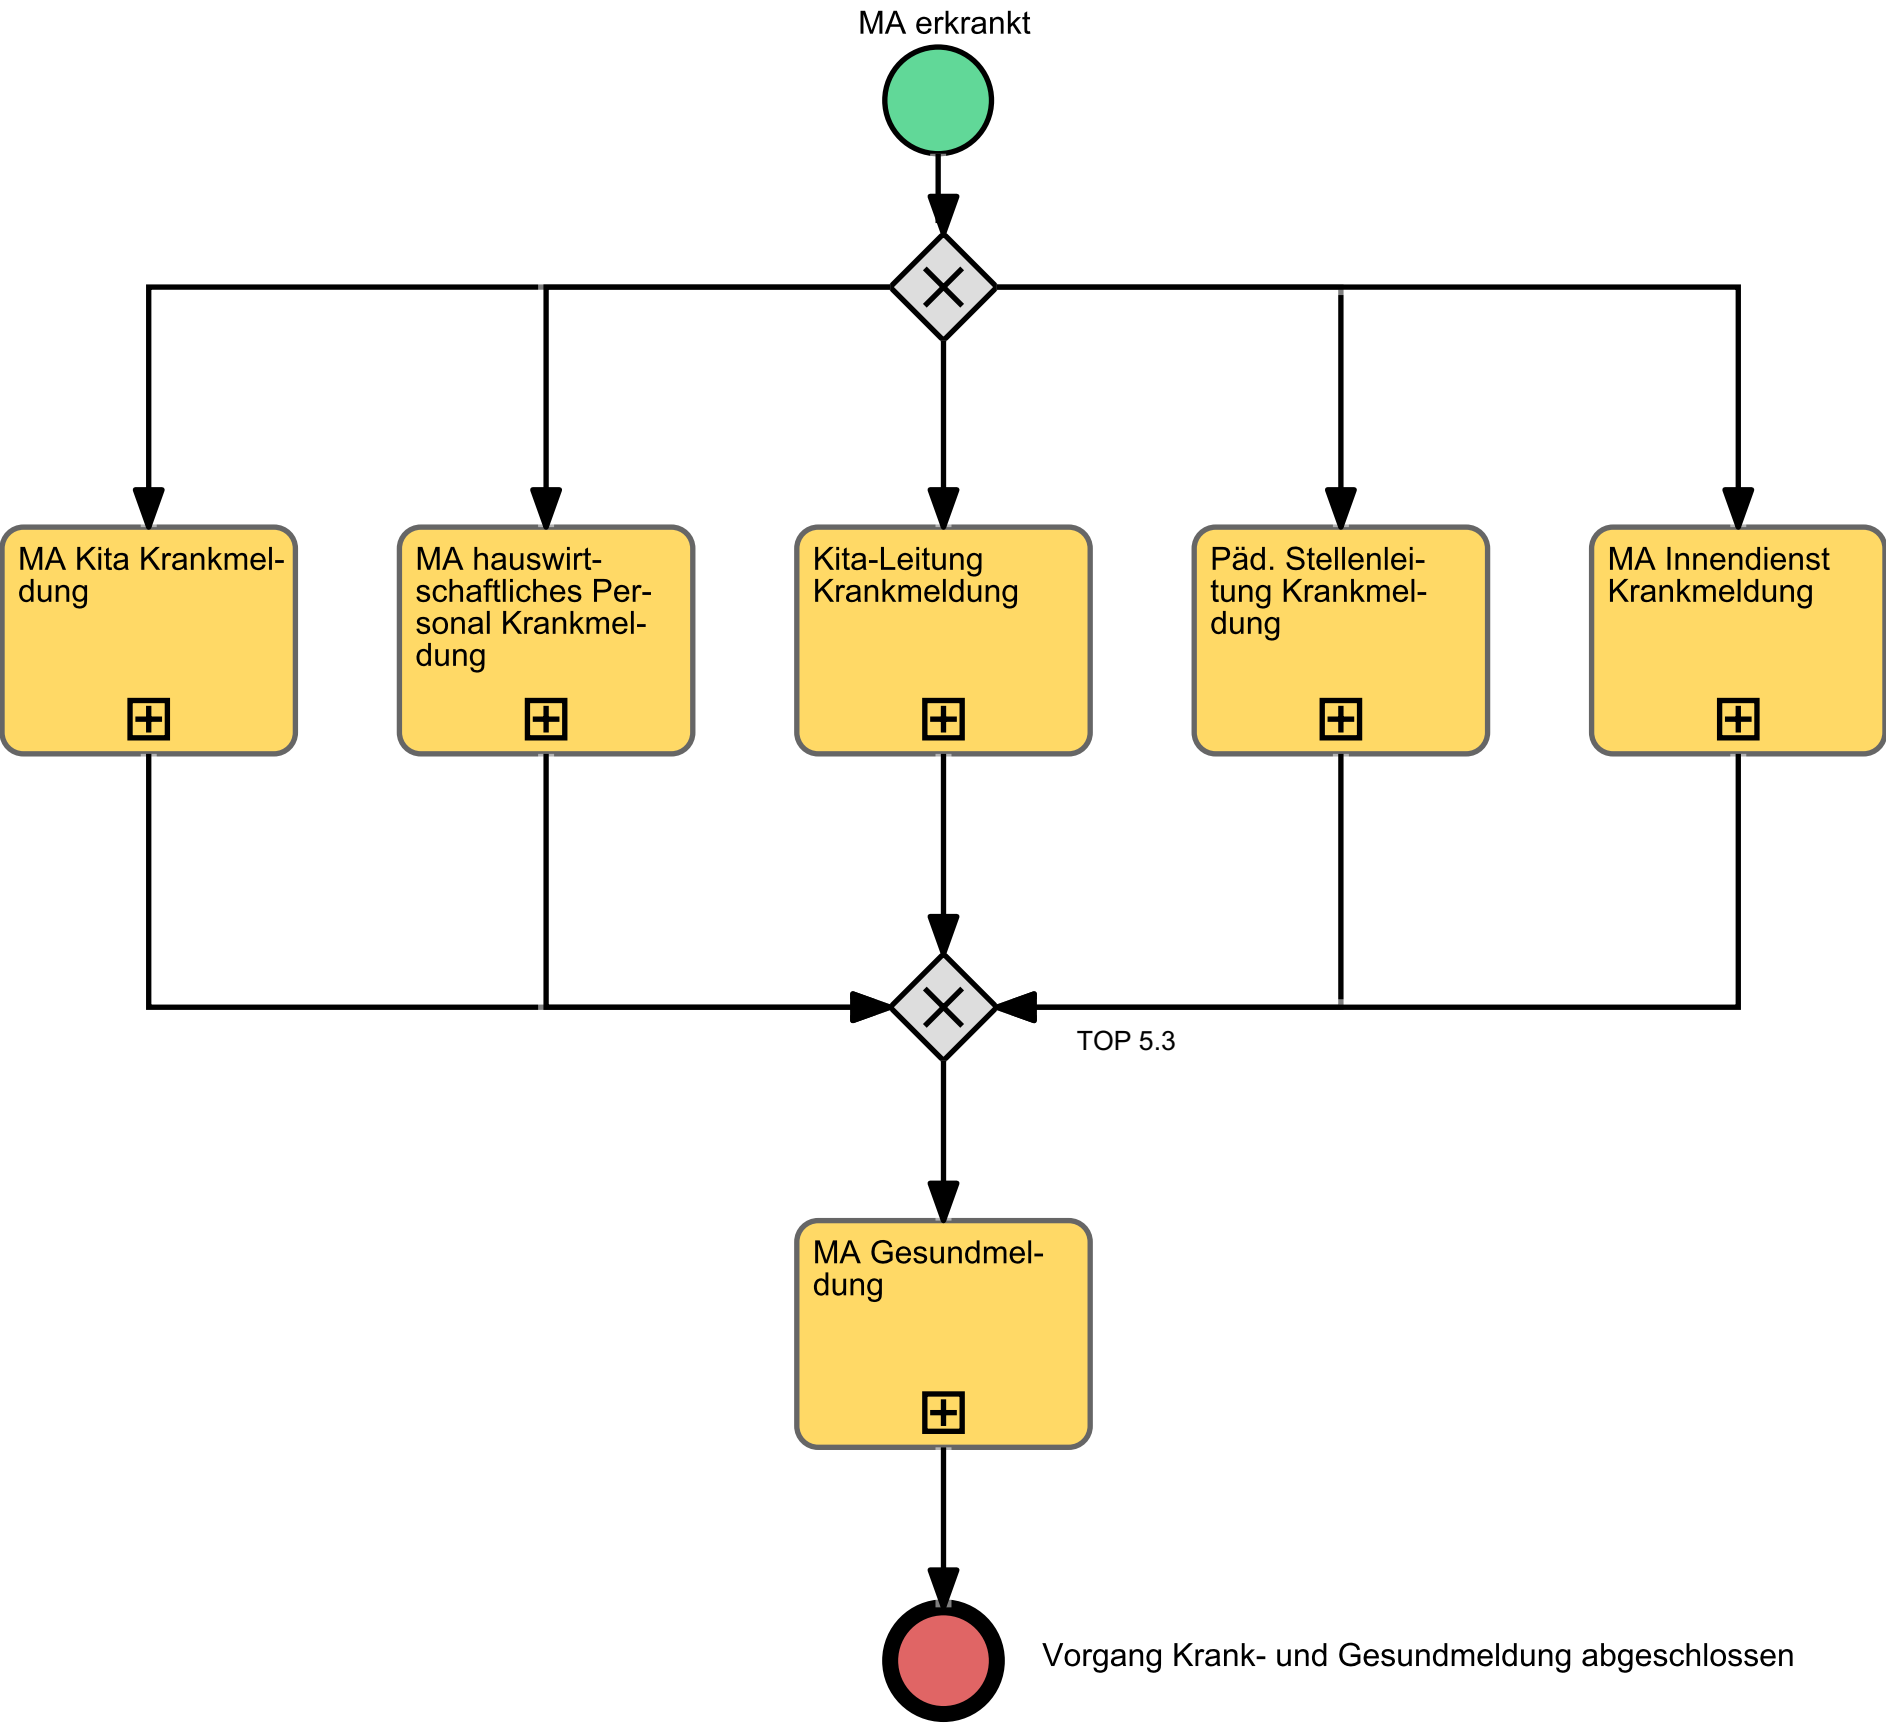 MA erkrankt
MA Kita Krankmel-
dung
MA hauswirt-
schaftliches Per-
sonal Krankmel-
dung
Kita-Leitung
Krankmeldung
Päd. Stellenlei-
tung Krankmel-
dung
MA Innendienst
Krankmeldung
TOP 5.3
MA Gesundmel-
dung
Vorgang Krank- und Gesundmeldung abgeschlossen